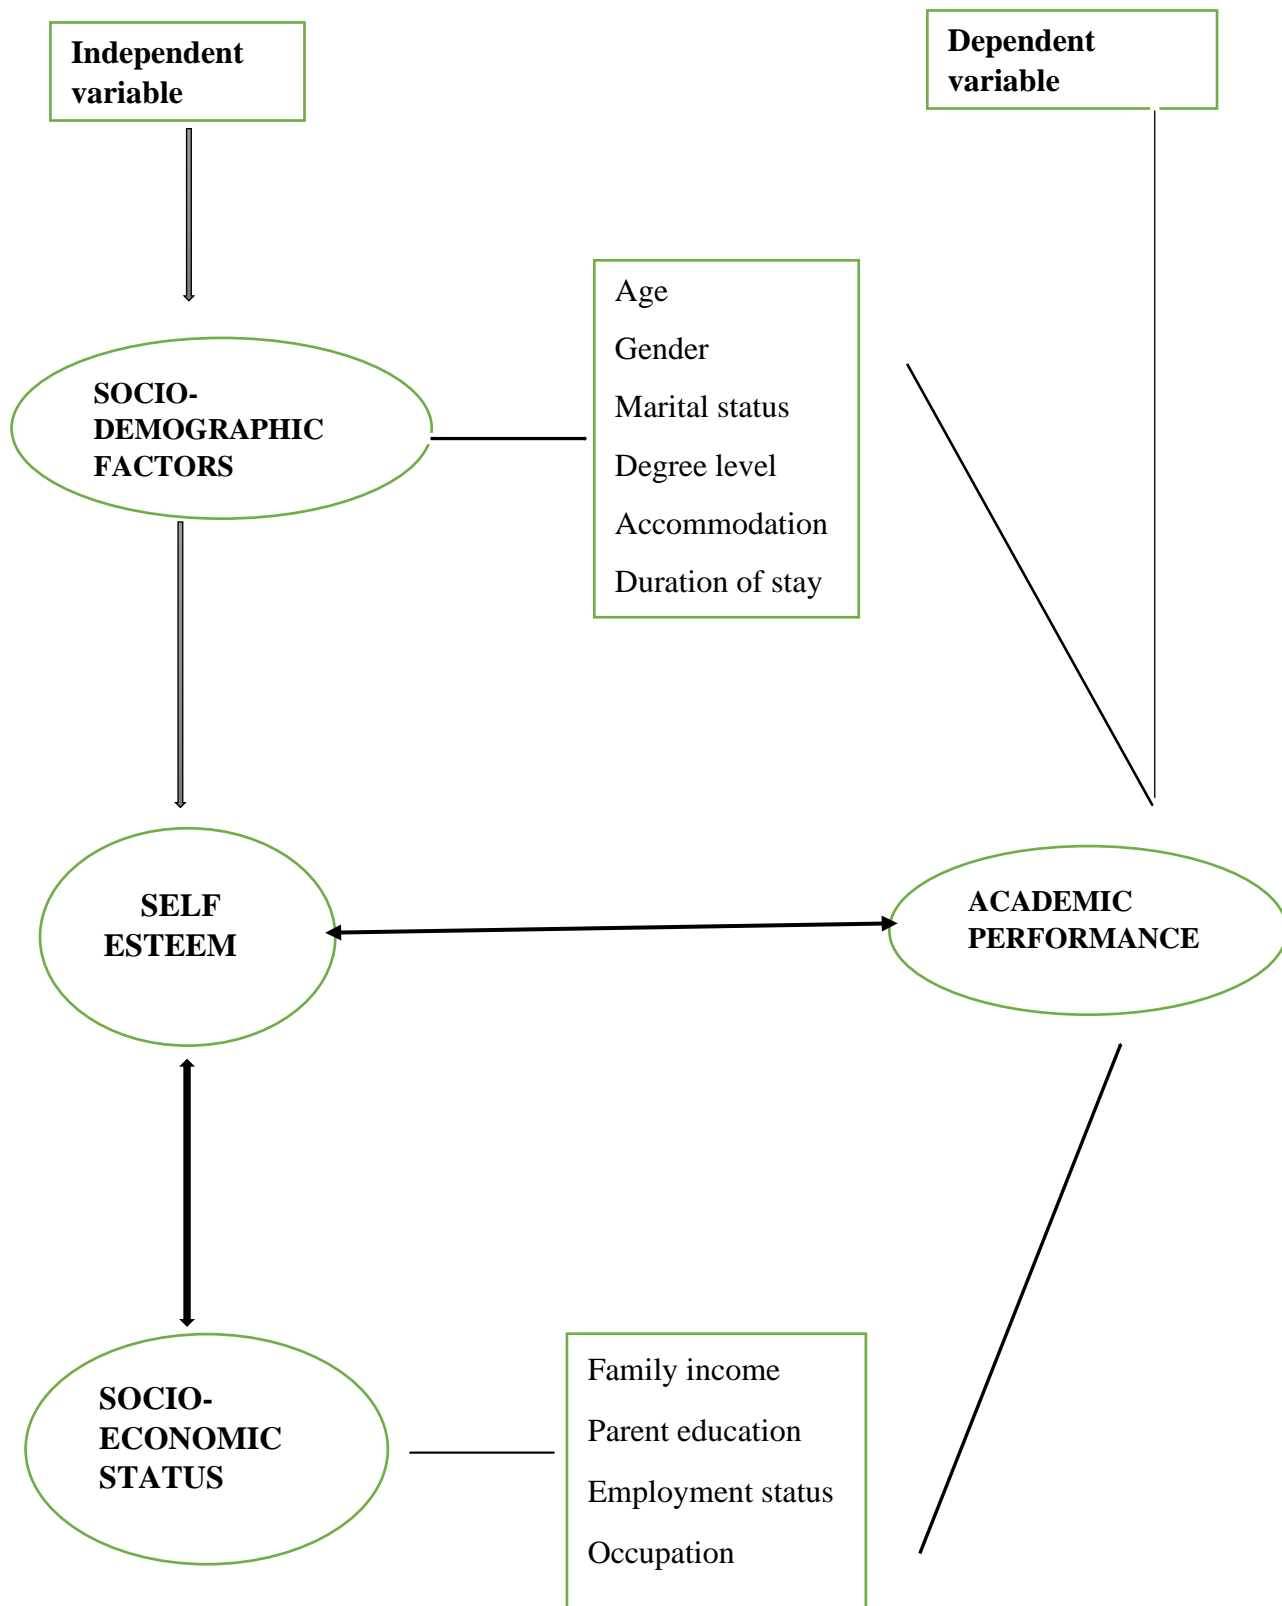 Independent
variable
Dependent
variable
Age
Gender
Marital status
Degree level
Accommodation
Duration of stay
SOCIO-
DEMOGRAPHIC
FACTORS
SELF
ESTEEM
ACADEMIC
PERFORMANCE
SOCIO-
ECONOMIC
STATUS
Family income
Parent education
Employment status
Occupation